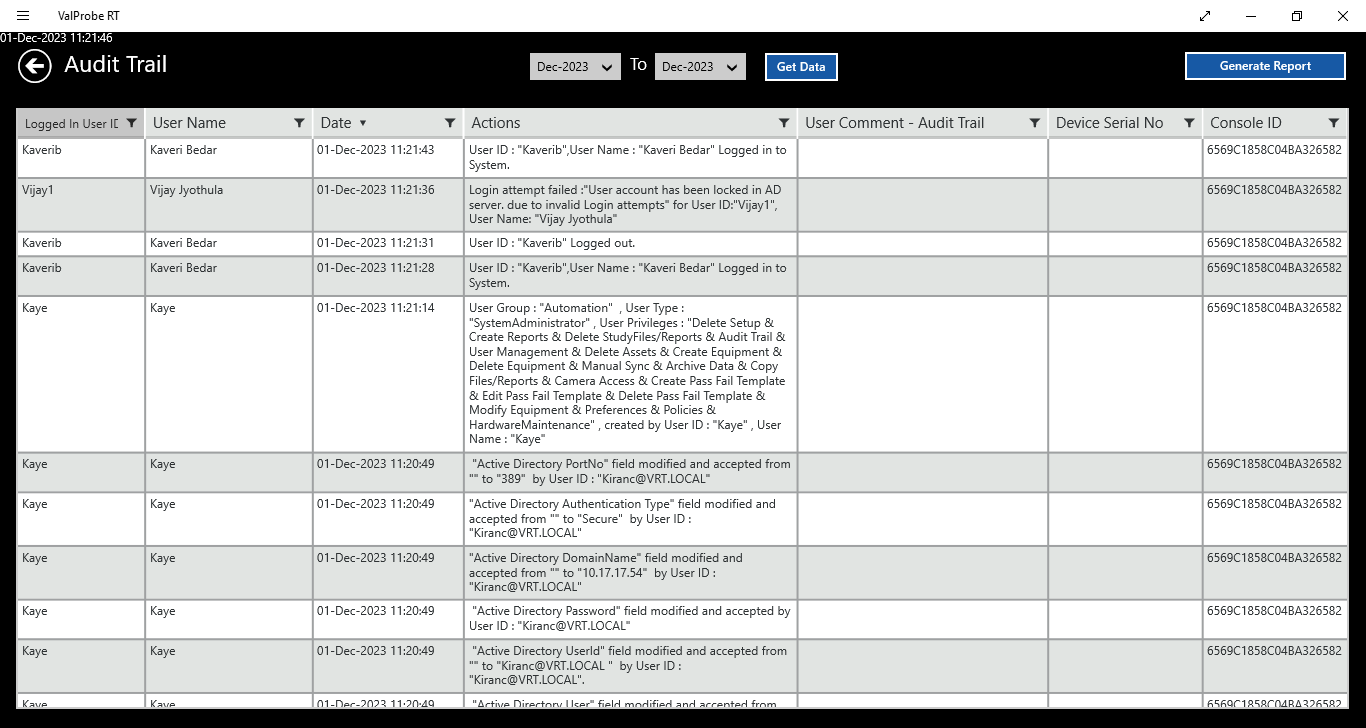 ValProbe RT
01-Dec-2023 11:21:46
Audit Trail
Dec-2023 To Dec-2023 Get Data Generate Report
Logged In User ID User Name Date Actions User Comment - Audit Trail Device Serial No Console ID
Kaverib Kaveri Bedar 01-Dec-2023 11:21:43 User ID : "Kaverib",User Name : "Kaveri Bedar" Logged in to 6569C1858C04BA326582
System.
Vijay1 Vijay Jyothula 01-Dec-2023 11:21:36 Login attempt failed :"User account has been locked in AD 6569C1858C04BA326582
server. due to invalid Login attempts" for User ID:"Vijay1",
User Name: "Vijay Jyothula"
Kaverib Kaveri Bedar 01-Dec-2023 11:21:31 User ID : "Kaverib" Logged out. 6569C1858C04BA326582
Kaverib Kaveri Bedar 01-Dec-2023 11:21:28 User ID : "Kaverib",User Name : "Kaveri Bedar" Logged in to 6569C1858C04BA326582
System.
Kaye Kaye 01-Dec-2023 11:21:14 User Group : "Automation" , User Type : 6569C1858C04BA326582
"SystemAdministrator" , User Privileges : "Delete Setup &
Create Reports & Delete StudyFiles/Reports & Audit Trail &
User Management & Delete Assets & Create Equipment &
Delete Equipment & Manual Sync & Archive Data & Copy
Files/Reports & Camera Access & Create Pass Fail Template
& Edit Pass Fail Template & Delete Pass Fail Template &
Modify Equipment & Preferences & Policies &
HardwareMaintenance" , created by User ID : "Kaye" , User
Name : "Kaye"
Kaye Kaye 01-Dec-2023 11:20:49 "Active Directory PortNo" field modified and accepted from 6569C1858C04BA326582
"" to "389" by User ID : "Kiranc@VRT.LOCAL"
Kaye Kaye 01-Dec-2023 11:20:49 "Active Directory Authentication Type" field modified and 6569C1858C04BA326582
accepted from "" to "Secure" by User ID :
"Kiranc@VRT.LOCAL"
Kaye Kaye 01-Dec-2023 11:20:49 "Active Directory DomainName" field modified and 6569C1858C04BA326582
accepted from "" to "10.17.17.54" by User ID :
"Kiranc@VRT.LOCAL"
Kaye Kaye 01-Dec-2023 11:20:49 "Active Directory Password" field modified and accepted by 6569C1858C04BA326582
User ID : "Kiranc@VRT.LOCAL"
Kaye Kaye 01-Dec-2023 11:20:49 "Active Directory UserId" field modified and accepted from 6569C1858C04BA326582
"" to "Kiranc@VRT.LOCAL " by User ID :
"Kiranc@VRT.LOCAL".
Kaye Kaye 01-Dec-2023 11:20:49 "Active Directory User" field modified and accepted from 6569C1858C04BA326582